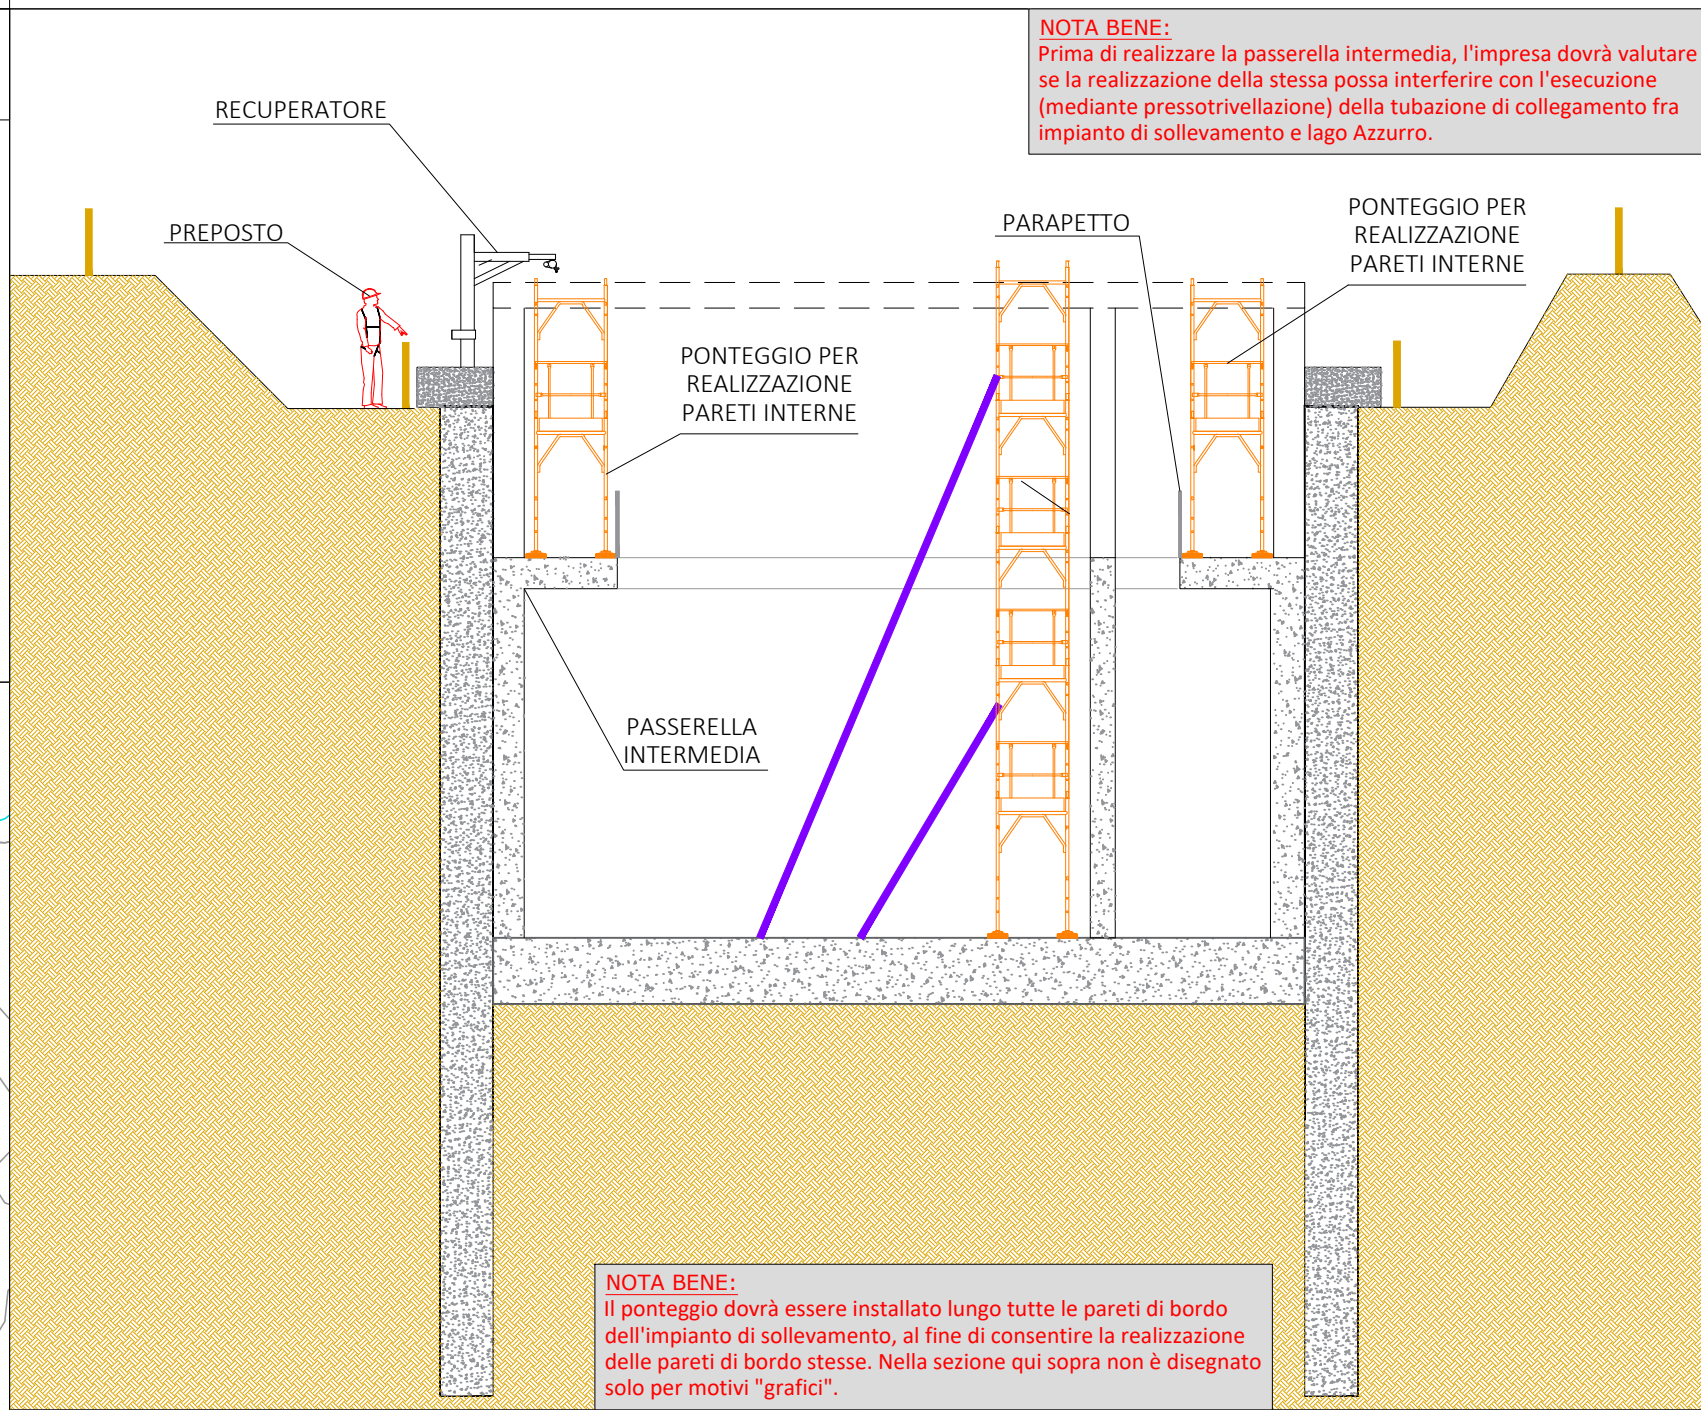 NOTA BENE:
Prima di realizzare la passerella intermedia, l'impresa dovrà valutare
se la realizzazione della stessa possa interferire con l'esecuzione
(mediante pressotrivellazione) della tubazione di collegamento fra
impianto di sollevamento e lago Azzurro.
RECUPERATORE
PREPOSTO
PARAPETTO
PONTEGGIO PER
REALIZZAZIONE
PARETI INTERNE
PONTEGGIO PER
REALIZZAZIONE
PARETI INTERNE
PASSERELLA
INTERMEDIA
NOTA BENE:
Il ponteggio dovrà essere installato lungo tutte le pareti di bordo
dell'impianto di sollevamento, al fine di consentire la realizzazione
delle pareti di bordo stesse. Nella sezione qui sopra non è disegnato
solo per motivi "grafici".